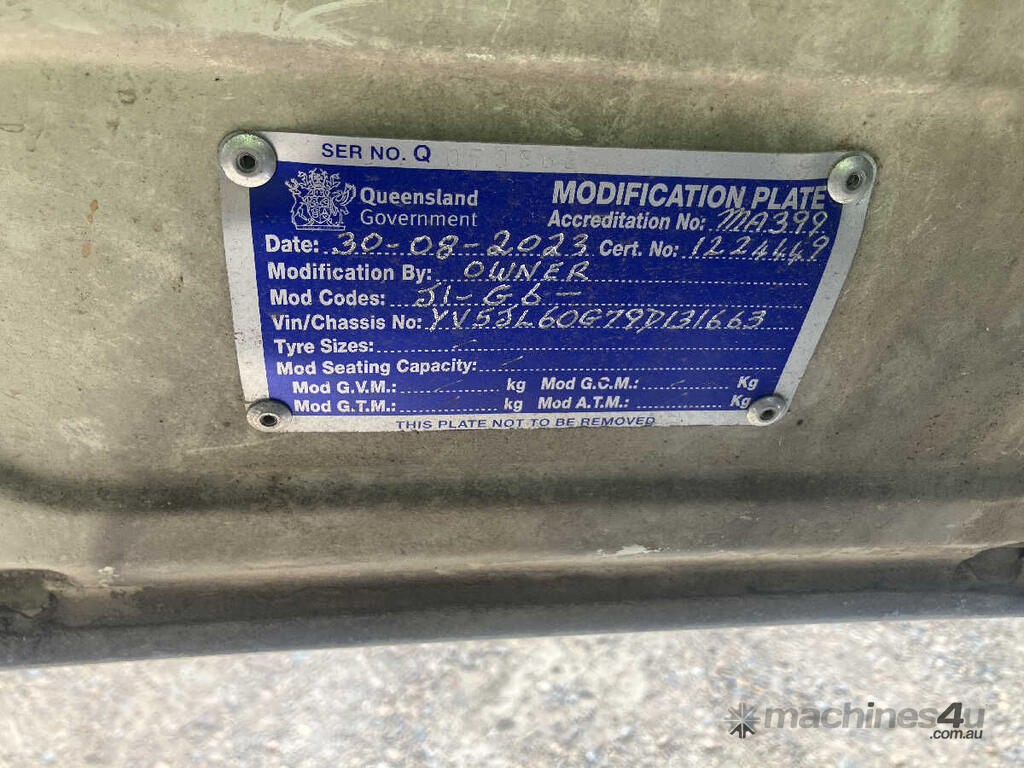 SER NO. Q
Queensland Government
MODIFICATION PLATE
Accreditation No: MA399
Date: 30-08-2023 Cert. No: 1224449
Modification By: OWNER
Mod Codes: J1-G6-
Vin/Chassis No: YV5JL60G79D131663
Tyre Sizes:
Mod Seating Capacity:
Mod G.V.M.: kg Mod G.C.M.: Kg
Mod G.T.M.: kg Mod A.T.M.: Kg
THIS PLATE NOT TO BE REMOVED
machines4u
.com.au